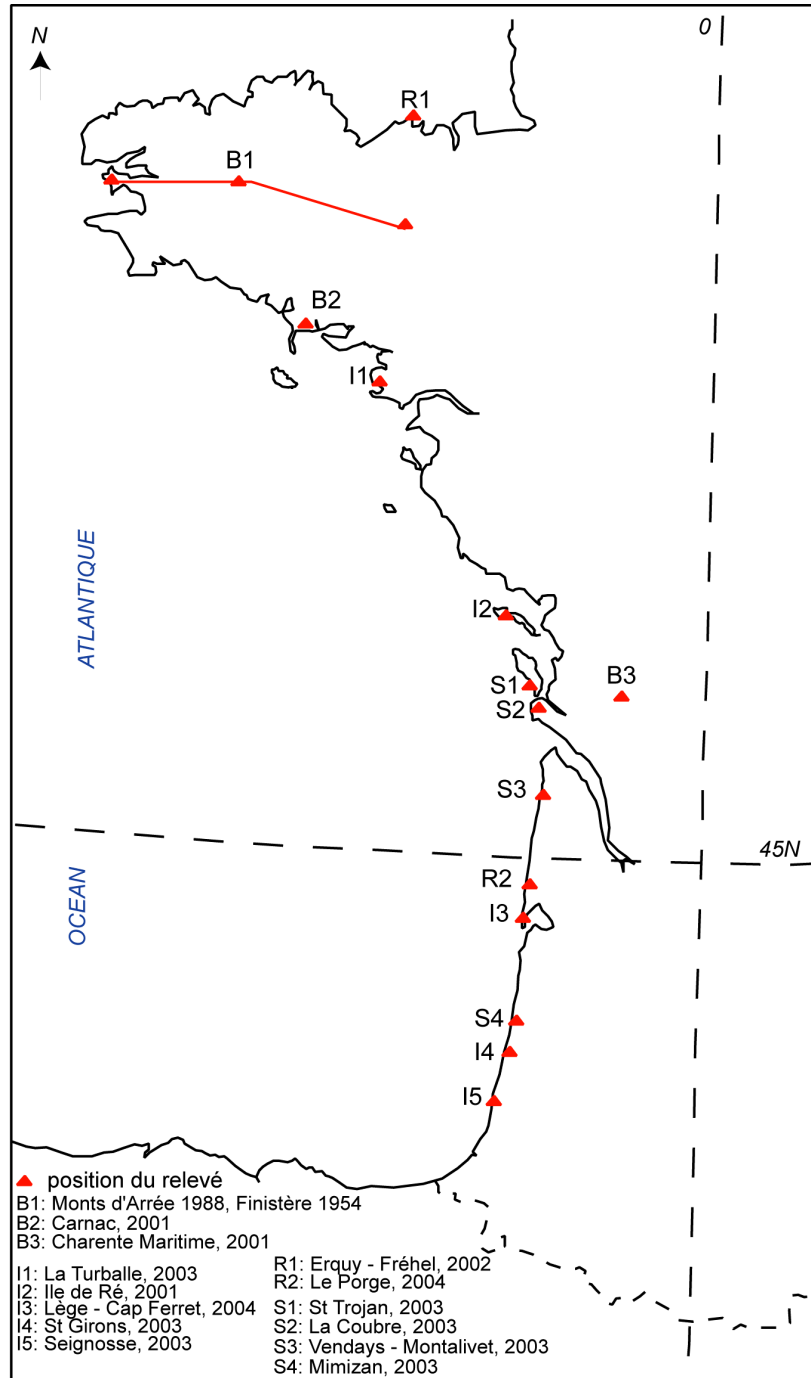 N
0
R1
B1
B2
I1
ATLANTIQUE
I2
S1
B3
S2
S3
45N
OCEAN
R2
I3
S4
I4
I5
position du relevé
B1: Monts d'Arrée 1988, Finistère 1954
B2: Carnac, 2001
B3: Charente Maritime, 2001
I1: La Turballe, 2003
I2: Ile de Ré, 2001
I3: Lège - Cap Ferret, 2004
I4: St Girons, 2003
I5: Seignosse, 2003
R1: Erquy - Fréhel, 2002
R2: Le Porge, 2004
S1: St Trojan, 2003
S2: La Coubre, 2003
S3: Vendays - Montalivet, 2003
S4: Mimizan, 2003